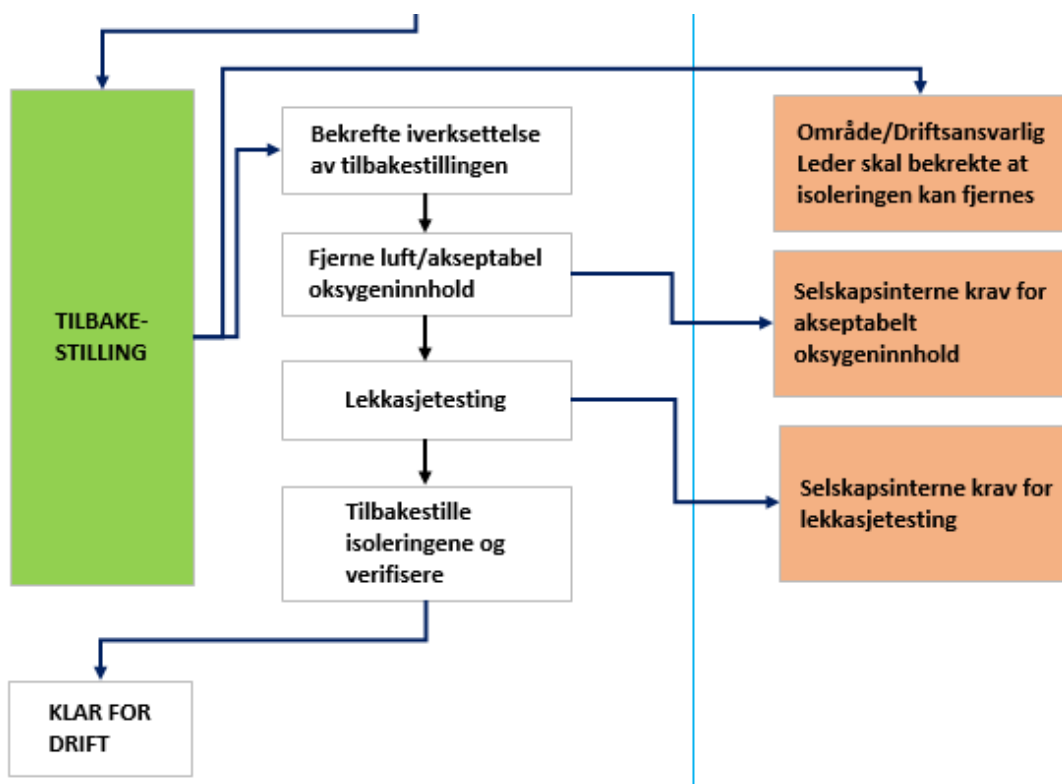 TILBAKE-
STILLING
Bekrefte iverksettelse
av tilbakestillingen
Område/Driftsansvarlig
Leder skal bekrekte at
isoleringen kan fjernes
Fjerne luft/akseptabel
oksygeninnhold
Selskapsinterne krav for
akseptabelt
oksygeninnhold
Lekkasjetesting
Selskapsinterne krav for
lekkasjetesting
Tilbakestille
isoleringene og
verifisere
KLAR FOR
DRIFT